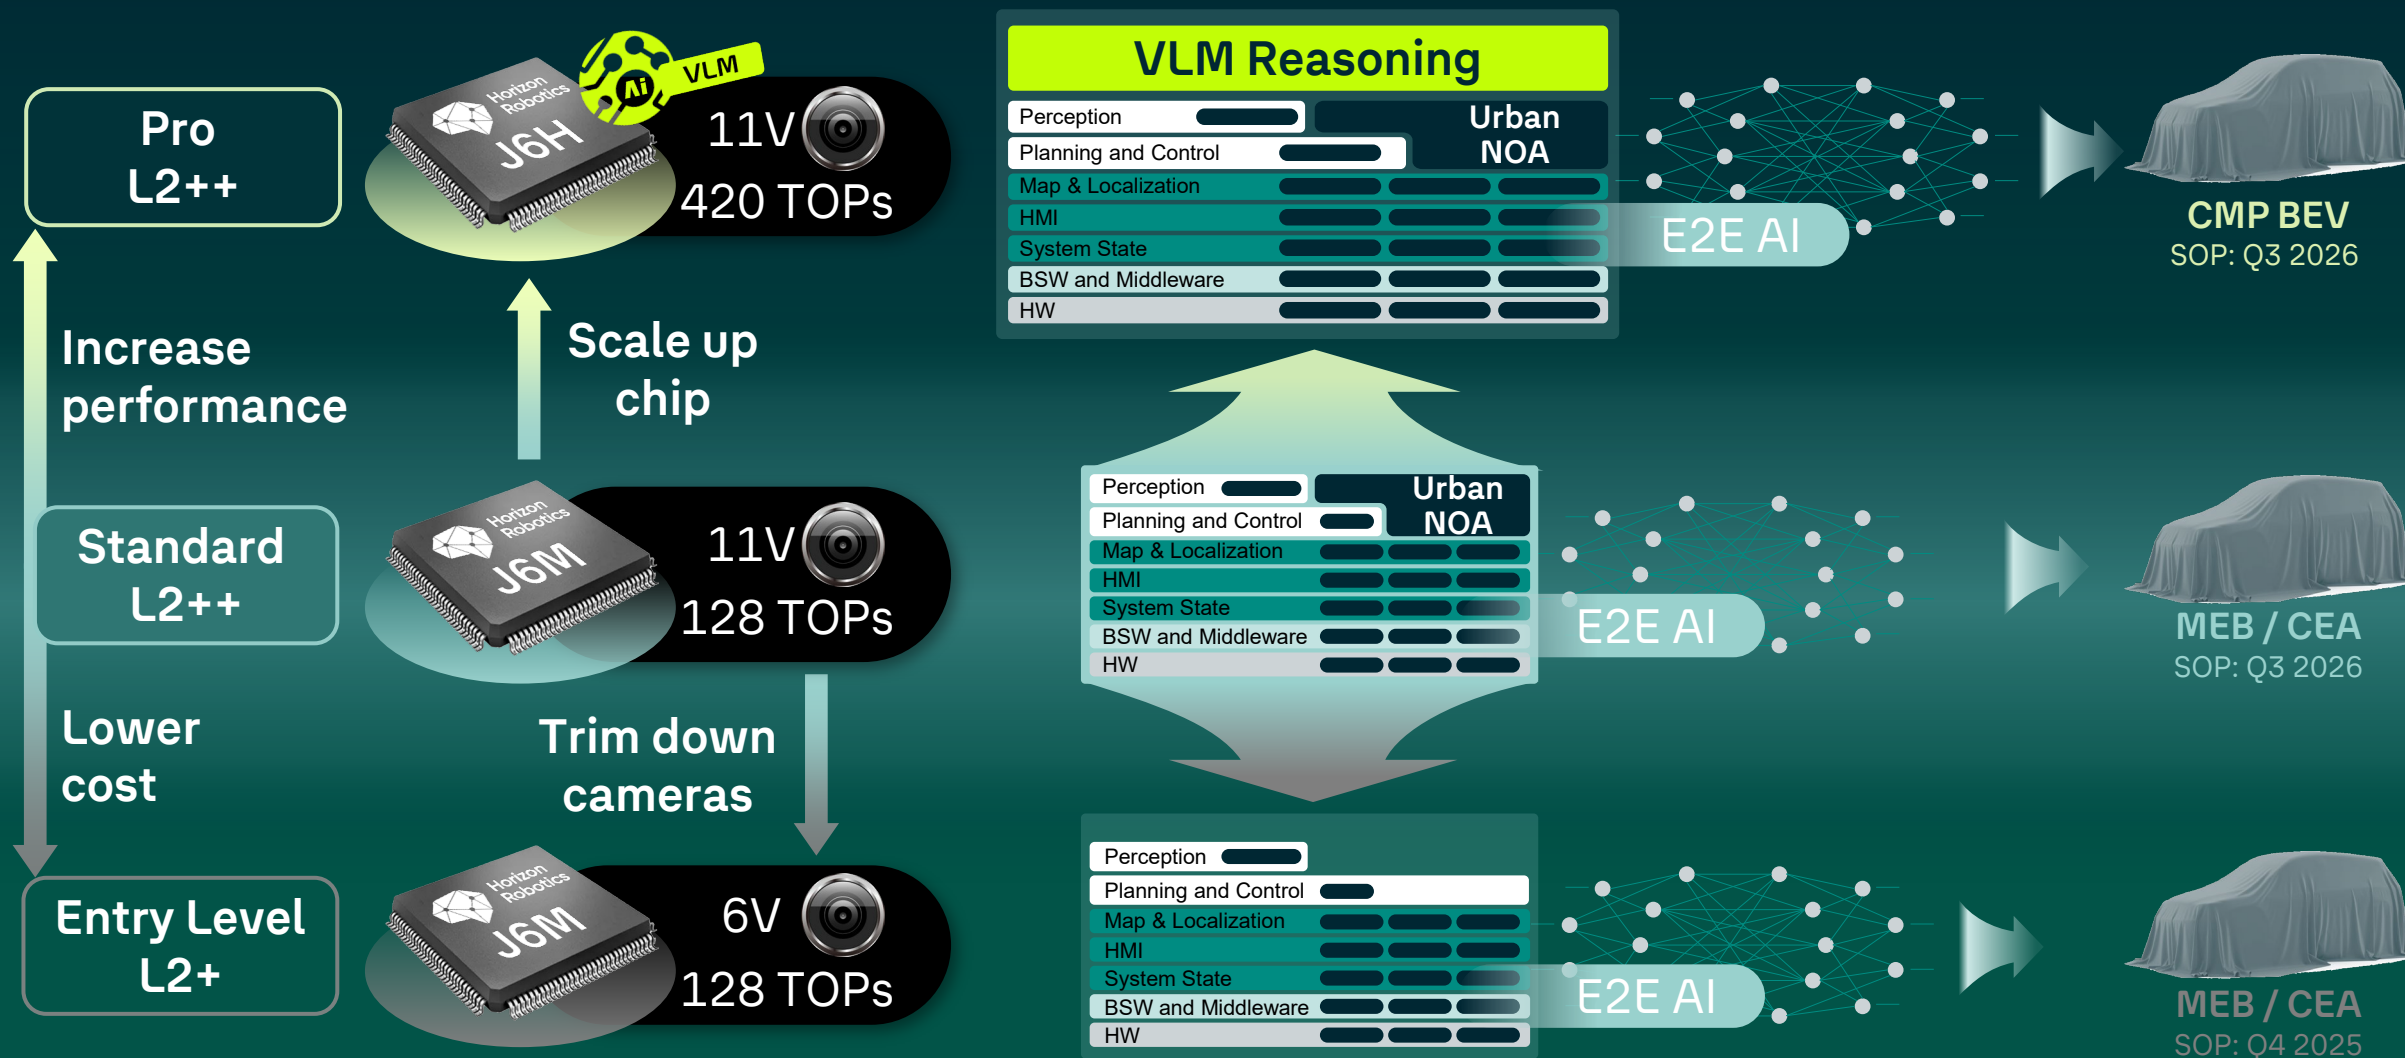 Pro
L2++
Horizon
Robotics
J6H
Ai
VLM
11V
420 TOPs
VLM Reasoning
Perception
Planning and Control
Urban
NOA
Map & Localization
HMI
System State
BSW and Middleware
HW
E2E AI
CMP BEV
SOP: Q3 2026
Increase
performance
Scale up
chip
Standard
L2++
Horizon
Robotics
J6M
11V
128 TOPs
Perception
Planning and Control
Urban
NOA
Map & Localization
HMI
System State
BSW and Middleware
HW
E2E AI
MEB / CEA
SOP: Q3 2026
Lower
cost
Trim down
cameras
Entry Level
L2+
Horizon
Robotics
J6M
6V
128 TOPs
Perception
Planning and Control
Map & Localization
HMI
System State
BSW and Middleware
HW
E2E AI
MEB / CEA
SOP: Q4 2025